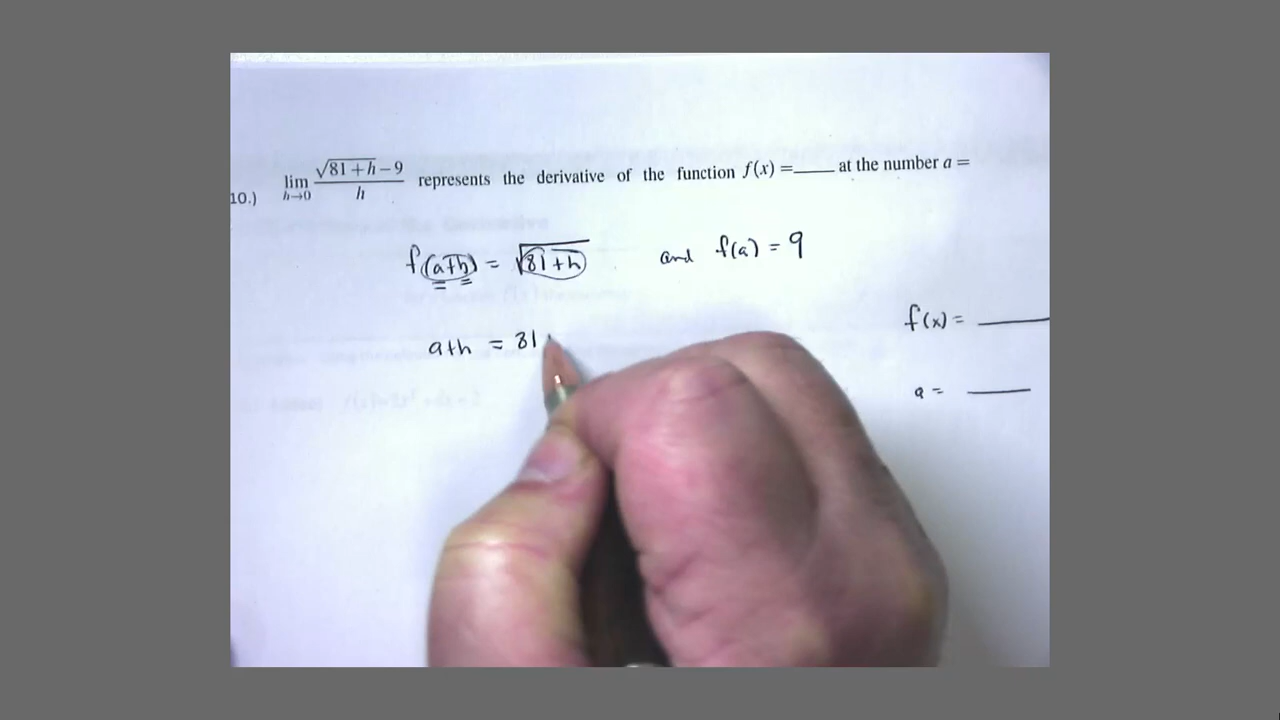 10.) lim h→0 √81+h − 9 / h represents the derivative of the function f(x) =____ at the number a =
f(a+h) = √81+h and f(a) = 9
f(x) = ____
a+h = 81
a = ____